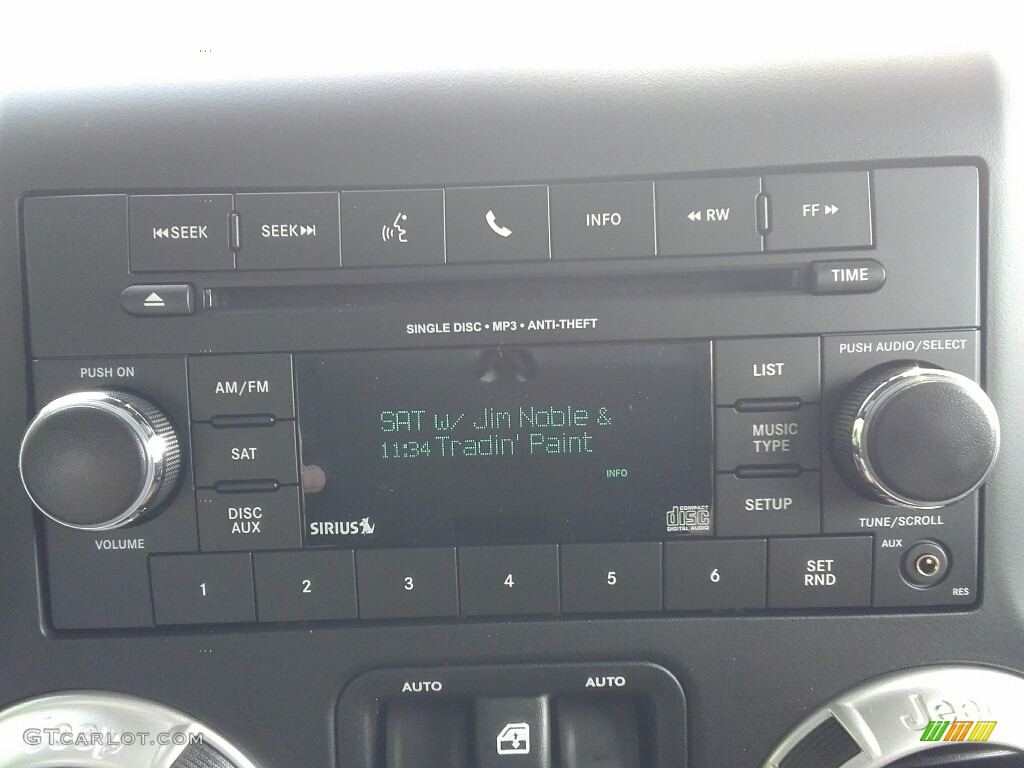 SEEK
SEEK
INFO
RW
FF
TIME
SINGLE DISC • MP3 • ANTI-THEFT
PUSH ON
PUSH AUDIO/SELECT
AM/FM
LIST
SAT w/ Jim Noble &
11:34 Tradin' Paint
MUSIC
TYPE
SAT
INFO
SETUP
DISC
AUX
SIRIUS
COMPACT
disc
DIGITAL AUDIO
VOLUME
TUNE/SCROLL
AUX
1
2
3
4
5
6
SET
RND
RES
AUTO
AUTO
Jeep
GTCARLOT.COM